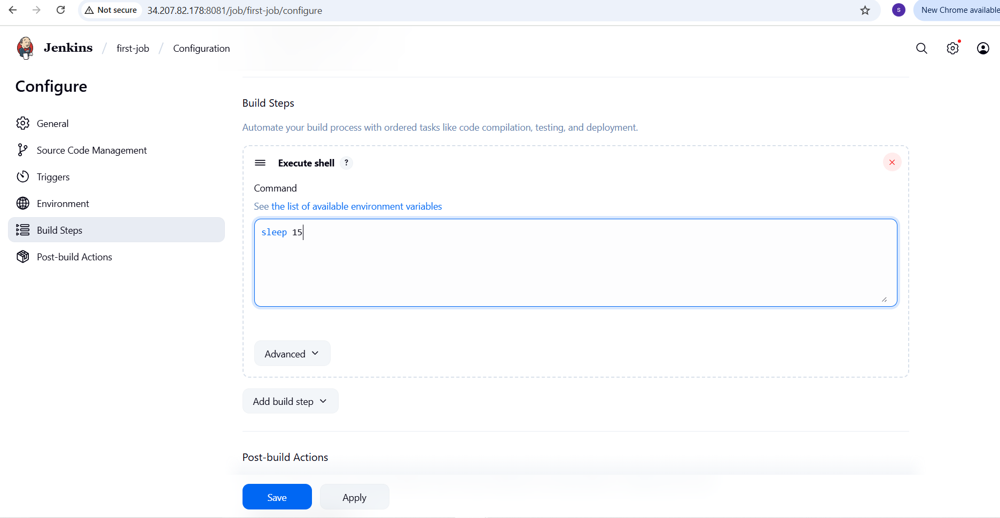 Not secure 34.207.82.178:8081/job/first-job/configure S New Chrome available
Jenkins / first-job / Configuration
Configure
General
Source Code Management
Triggers
Environment
Build Steps
Post-build Actions
Build Steps
Automate your build process with ordered tasks like code compilation, testing, and deployment.
Execute shell ?
Command
See the list of available environment variables
sleep 15
Advanced
Add build step
Post-build Actions
Save Apply